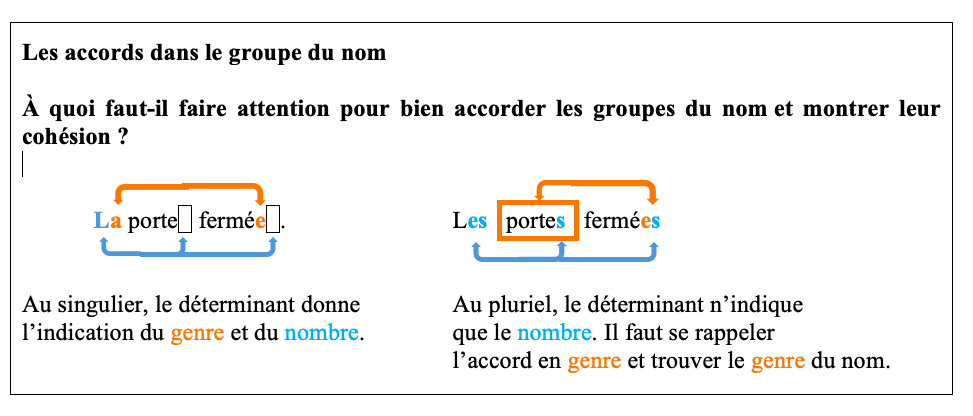 Les accords dans le groupe du nom
À quoi faut-il faire attention pour bien accorder les groupes du nom et montrer leur
cohésion ?
La porte fermée .
Les portes fermées
Au singulier, le déterminant donne
l’indication du genre et du nombre.
Au pluriel, le déterminant n’indique
que le nombre. Il faut se rappeler
l’accord en genre et trouver le genre du nom.